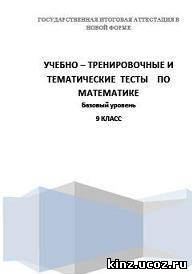 ГОСУДАРСТВЕННАЯ ИТОГОВАЯ АТТЕСТАЦИЯ В
НОВОЙ ФОРМЕ
УЧЕБНО – ТРЕНИРОВОЧНЫЕ И
ТЕМАТИЧЕСКИЕ ТЕСТЫ ПО
МАТЕМАТИКЕ
базовый уровень
9 КЛАСС
kinz.ucoz.ru